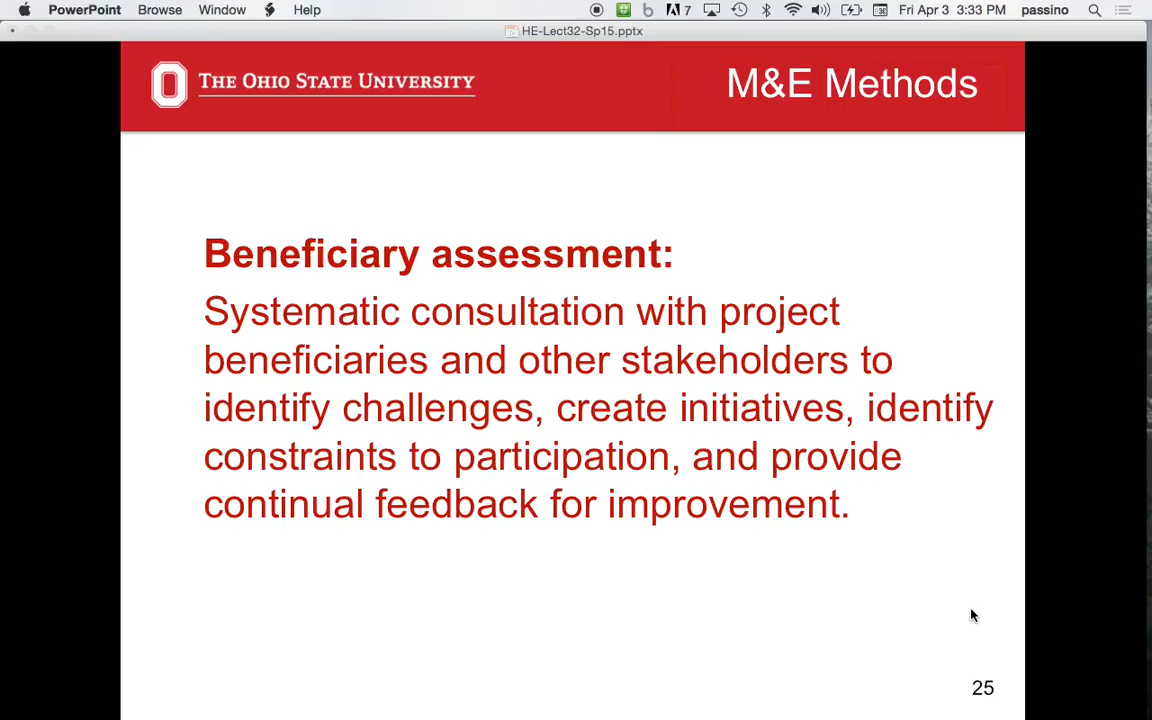 PowerPoint Browse Window Help 7 Fri Apr 3 3:33 PM passino
HE-Lect32-Sp15.pptx
THE OHIO STATE UNIVERSITY
M&E Methods
Beneficiary assessment:
Systematic consultation with project
beneficiaries and other stakeholders to
identify challenges, create initiatives, identify
constraints to participation, and provide
continual feedback for improvement.
25